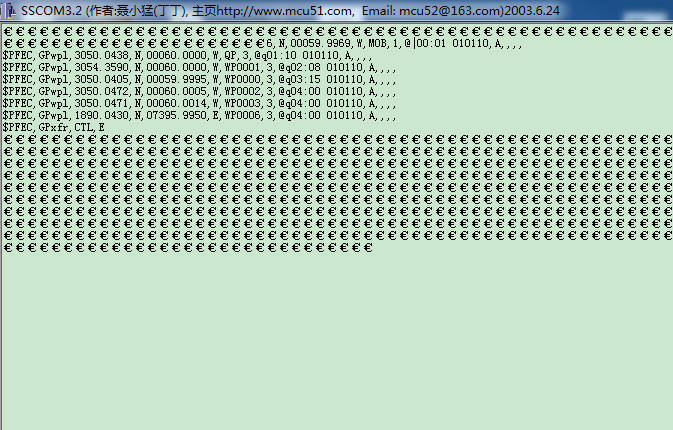 SSCOM3.2 (作者:聂小猛(丁丁), 主页http://www.mcu51.com, Email: mcu52@163.com)2003.6.24
€€€€€€€€€€€€€€€€€€€€€€€€€€€€€€€€€€€€€€€€€€€€€€€€€€€€€€€€
€€€€€€€€€€€€€€€€€€€€€€6,N,00059.9969,W,MOB,1,@|00:01 010110,A,,,,
$PFEC,GPwpl,3050.0438,N,00060.0000,W,QP,3,@q01:10 010110,A,,,,
$PFEC,GPwpl,3054.3590,N,00060.0000,W,WP0001,3,@q02:08 010110,A,,,,
$PFEC,GPwpl,3050.0405,N,00059.9995,W,WP0000,3,@q03:15 010110,A,,,,
$PFEC,GPwpl,3050.0472,N,00060.0005,W,WP0002,3,@q04:00 010110,A,,,,
$PFEC,GPwpl,3050.0471,N,00060.0014,W,WP0003,3,@q04:00 010110,A,,,,
$PFEC,GPwpl,1890.0430,N,07395.9950,E,WP0006,3,@q04:00 010110,A,,,,
$PFEC,GPxfr,CTL,E
€€€€€€€€€€€€€€€€€€€€€€€€€€€€€€€€€€€€€€€€€€€€€€€€€€€€€€€€
€€€€€€€€€€€€€€€€€€€€€€€€€€€€€€€€€€€€€€€€€€€€€€€€€€€€€€€€
€€€€€€€€€€€€€€€€€€€€€€€€€€€€€€€€€€€€€€€€€€€€€€€€€€€€€€€€
€€€€€€€€€€€€€€€€€€€€€€€€€€€€€€€€€€€€€€€€€€€€€€€€€€€€€€€€
€€€€€€€€€€€€€€€€€€€€€€€€€€€€€€€€€€€€€€€€€€€€€€€€€€€€€€€€
€€€€€€€€€€€€€€€€€€€€€€€€€€€€€€€€€€€€€€€€€€€€€€€€€€€€€€€€
€€€€€€€€€€€€€€€€€€€€€€€€€€€€€€€€€€€€€€€€€€€€€€€€€€€€€€€€
€€€€€€€€€€€€€€€€€€€€€€€€€€€€€€€€€€€€€€€€€€€€€€€€€€€€€€€€
€€€€€€€€€€€€€€€€€€€€€€€€€€€€€€€€€€€€€€€€€€€€€€€€€€€€€€€€
€€€€€€€€€€€€€€€€€€€€€€€€€€€€€€€